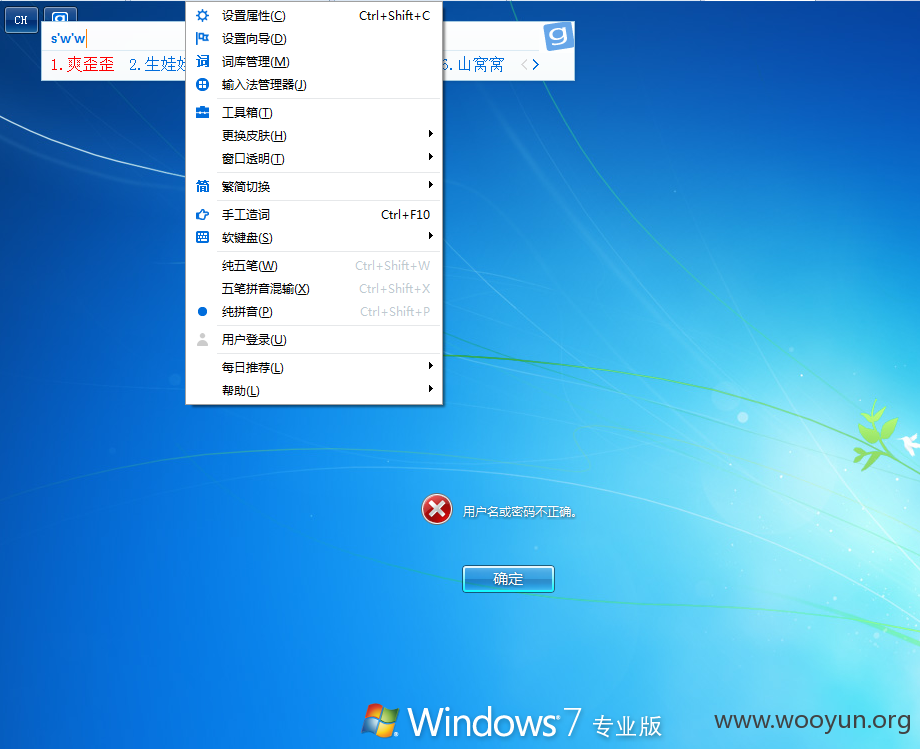 CH
s'w'w
1.爽歪歪 2.生娃
5.山窝窝
设置属性(C) Ctrl+Shift+C
设置向导(D)
词 词库管理(M)
输入法管理器(J)
工具箱(T)
更换皮肤(H)
窗口透明(T)
简 繁简切换
手工造词 Ctrl+F10
软键盘(S)
纯五笔(W) Ctrl+Shift+W
五笔拼音混输(X) Ctrl+Shift+X
纯拼音(P) Ctrl+Shift+P
用户登录(U)
每日推荐(L)
帮助(L)
用户名或密码不正确。
确定
Windows 7 专业版
www.wooyun.org